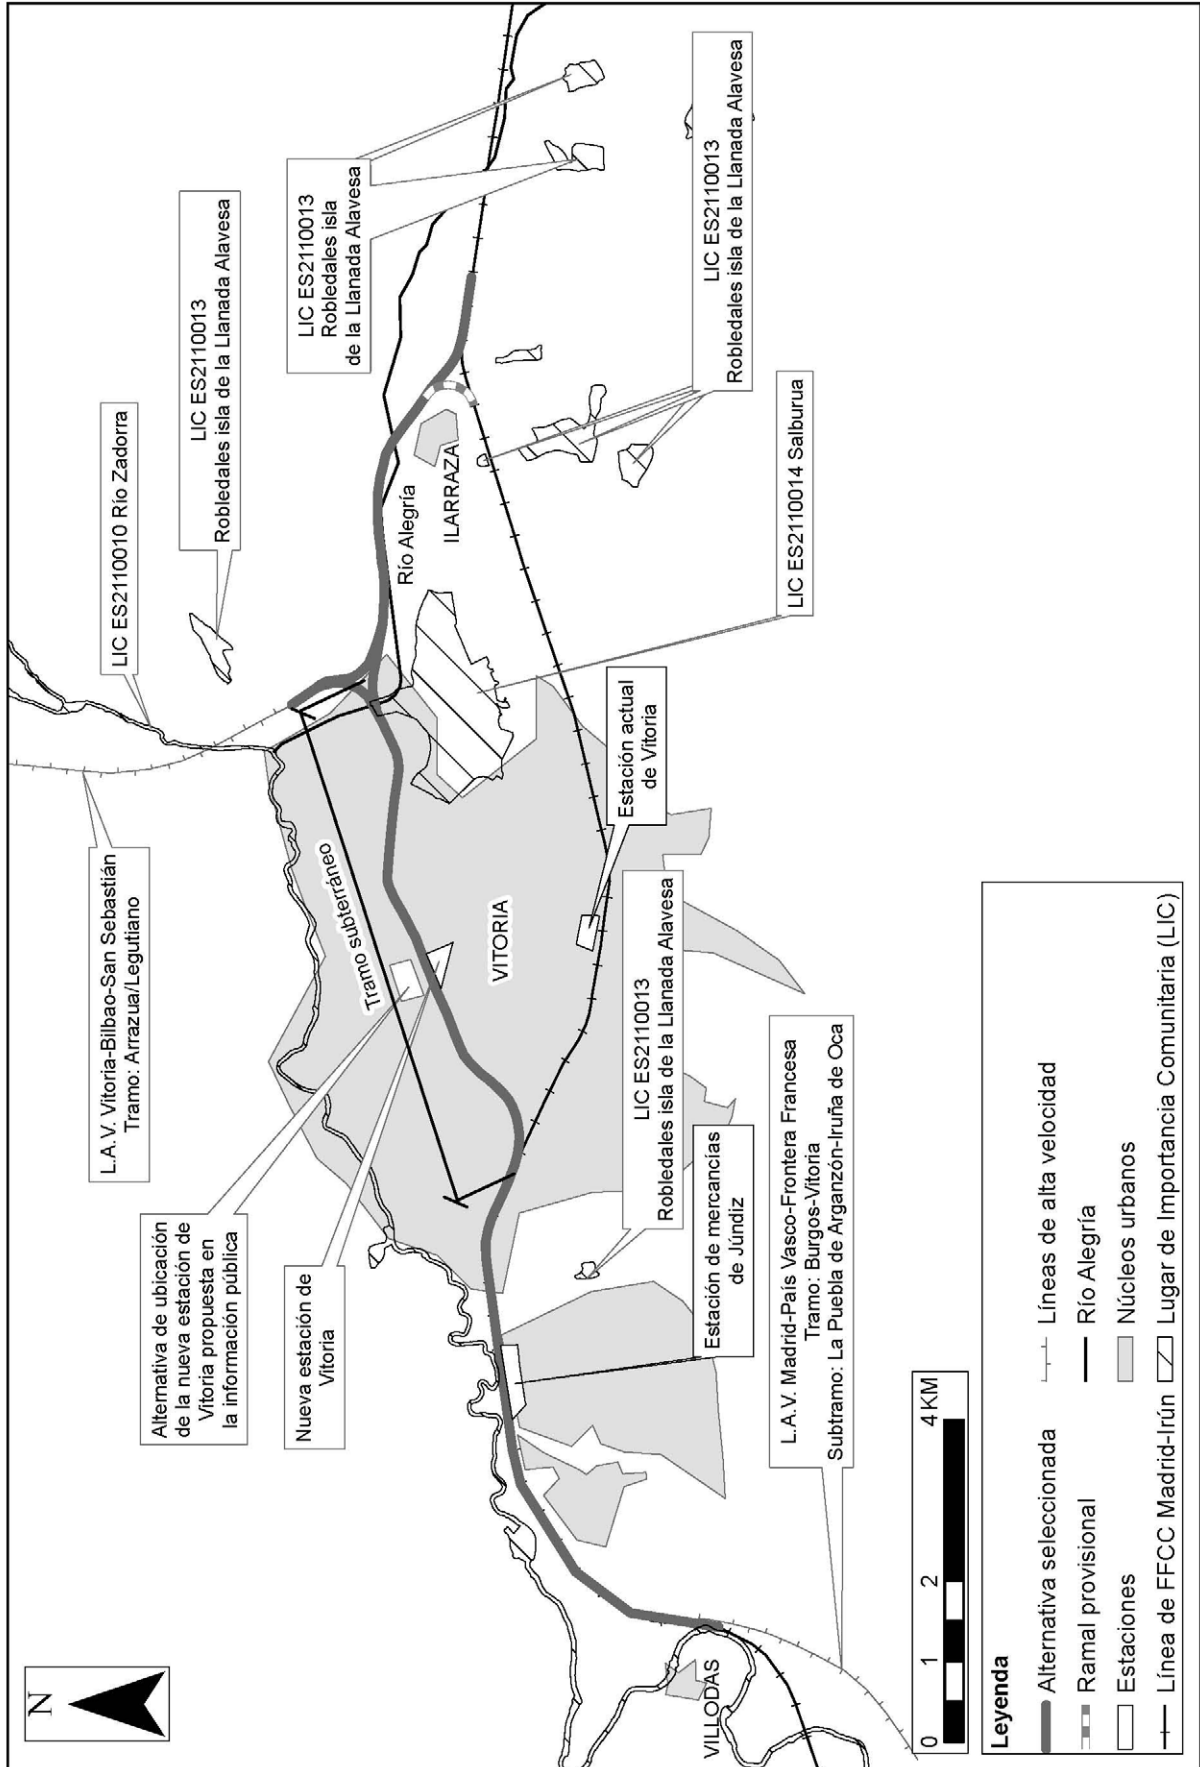 N
L.A.V. Vitoria-Bilbao-San Sebastián
Tramo: Arrazua/Legutiano
LIC ES2110010 Río Zadorra
LIC ES2110013
Robledales isla de la Llanada Alavesa
LIC ES2110013
Robledales isla
de la Llanada Alavesa
Alternativa de ubicación
de la nueva estación de
Vitoria propuesta en
la información pública
Nueva estación de
Vitoria
Tramo subterráneo
VITORIA
Río Alegría
ILARRAZA
Estación actual
de Vitoria
LIC ES2110013
Robledales isla de la Llanada Alavesa
LIC ES2110014 Salburua
LIC ES2110013
Robledales isla de la Llanada Alavesa
Estación de mercancías
de Júndiz
L.A.V. Madrid-País Vasco-Frontera Francesa
Tramo: Burgos-Vitoria
Subtramo: La Puebla de Arganzón-Iruña de Oca
VILLODAS
0 1 2 4 KM
Leyenda
Alternativa seleccionada
Ramal provisional
Estaciones
Línea de FFCC Madrid-Irún
Líneas de alta velocidad
Río Alegría
Núcleos urbanos
Lugar de Importancia Comunitaria (LIC)